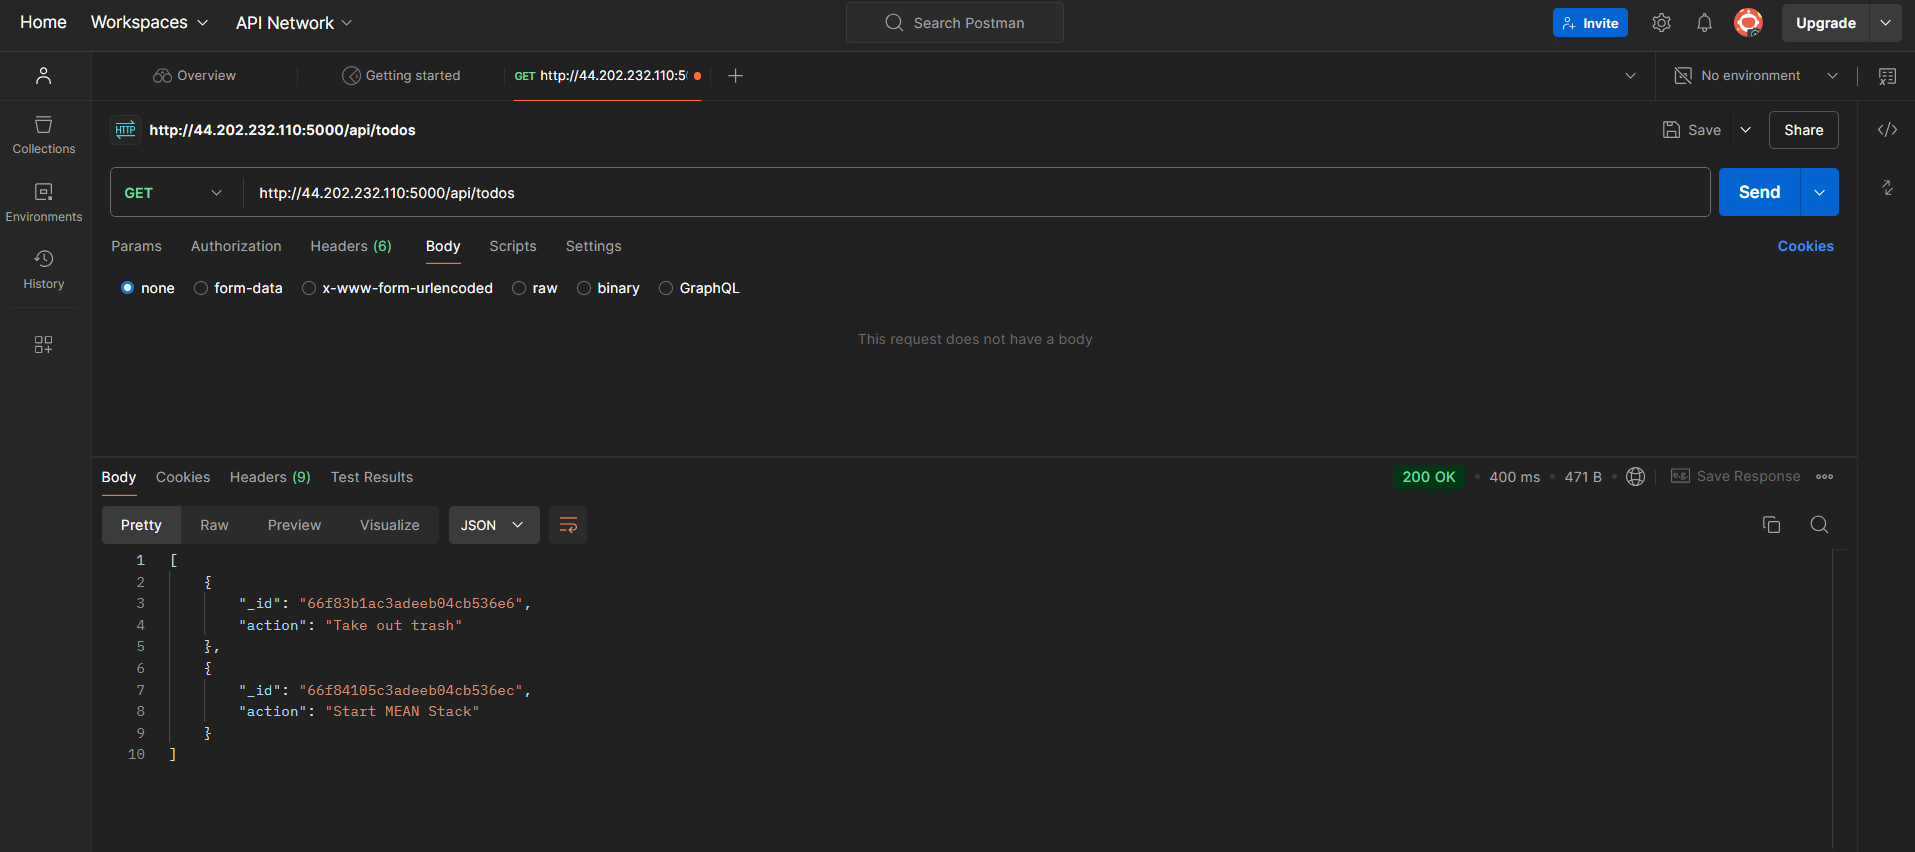 Home Workspaces API Network Search Postman Invite Upgrade
Overview Getting started GET http://44.202.232.110:5 No environment
HTTP http://44.202.232.110:5000/api/todos Save Share
Collections
GET http://44.202.232.110:5000/api/todos Send
Environments
Params Authorization Headers (6) Body Scripts Settings Cookies
History
none form-data x-www-form-urlencoded raw binary GraphQL
This request does not have a body
Body Cookies Headers (9) Test Results 200 OK • 400 ms • 471 B • e.g. Save Response
Pretty Raw Preview Visualize JSON
1 [
2 {
3 "_id": "66f83b1ac3adeeb04cb536e6",
4 "action": "Take out trash"
5 },
6 {
7 "_id": "66f84105c3adeeb04cb536ec",
8 "action": "Start MEAN Stack"
9 }
10 ]